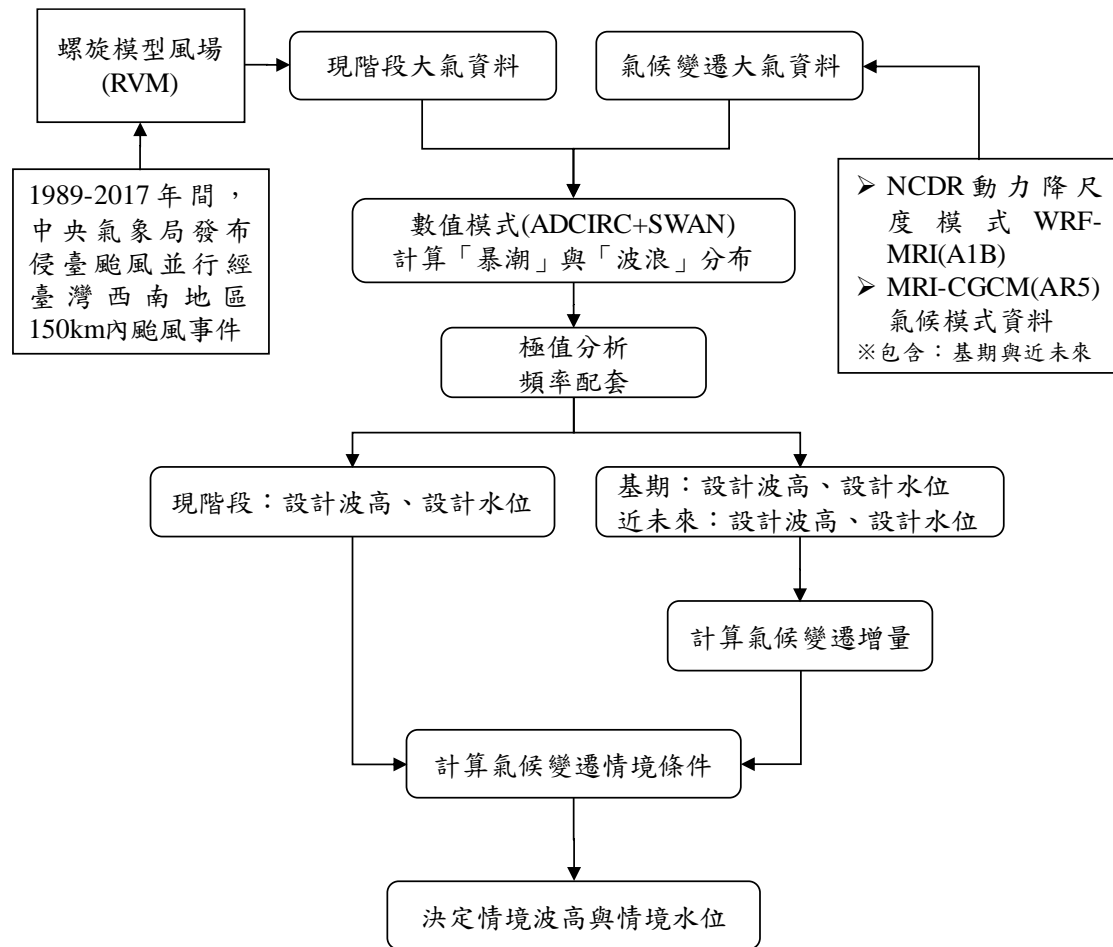 螺旋模型風場
(RVM)
現階段大氣資料
氣候變遷大氣資料
1989-2017年間，
中央氣象局發布
侵臺颱風並行經
臺灣西南地區
150km內颱風事件
➢ NCDR動力降尺
度模式WRF-
MRI(A1B)
➢ MRI-CGCM(AR5)
氣候模式資料
※包含：基期與近未來
數值模式(ADCIRC+SWAN)
計算「暴潮」與「波浪」分布
極值分析
頻率配套
現階段：設計波高、設計水位
基期：設計波高、設計水位
近未來：設計波高、設計水位
計算氣候變遷增量
計算氣候變遷情境條件
決定情境波高與情境水位